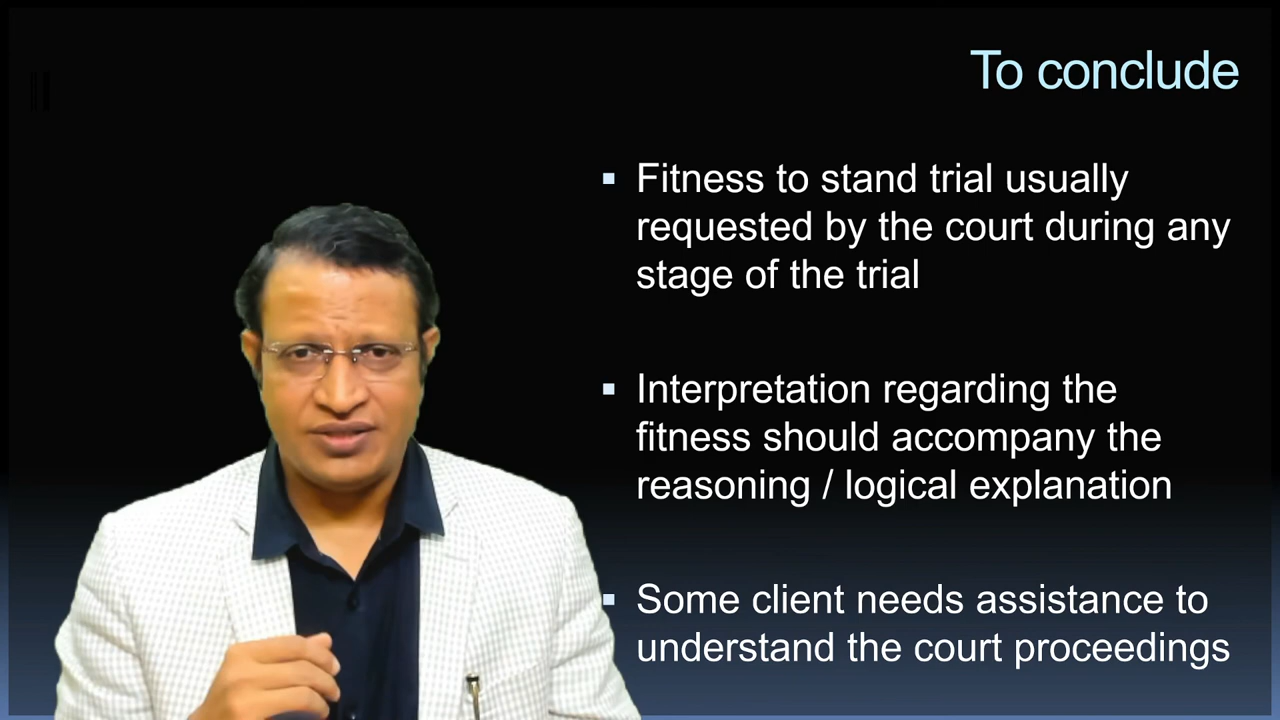 To conclude
Fitness to stand trial usually
requested by the court during any
stage of the trial
Interpretation regarding the
fitness should accompany the
reasoning / logical explanation
Some client needs assistance to
understand the court proceedings